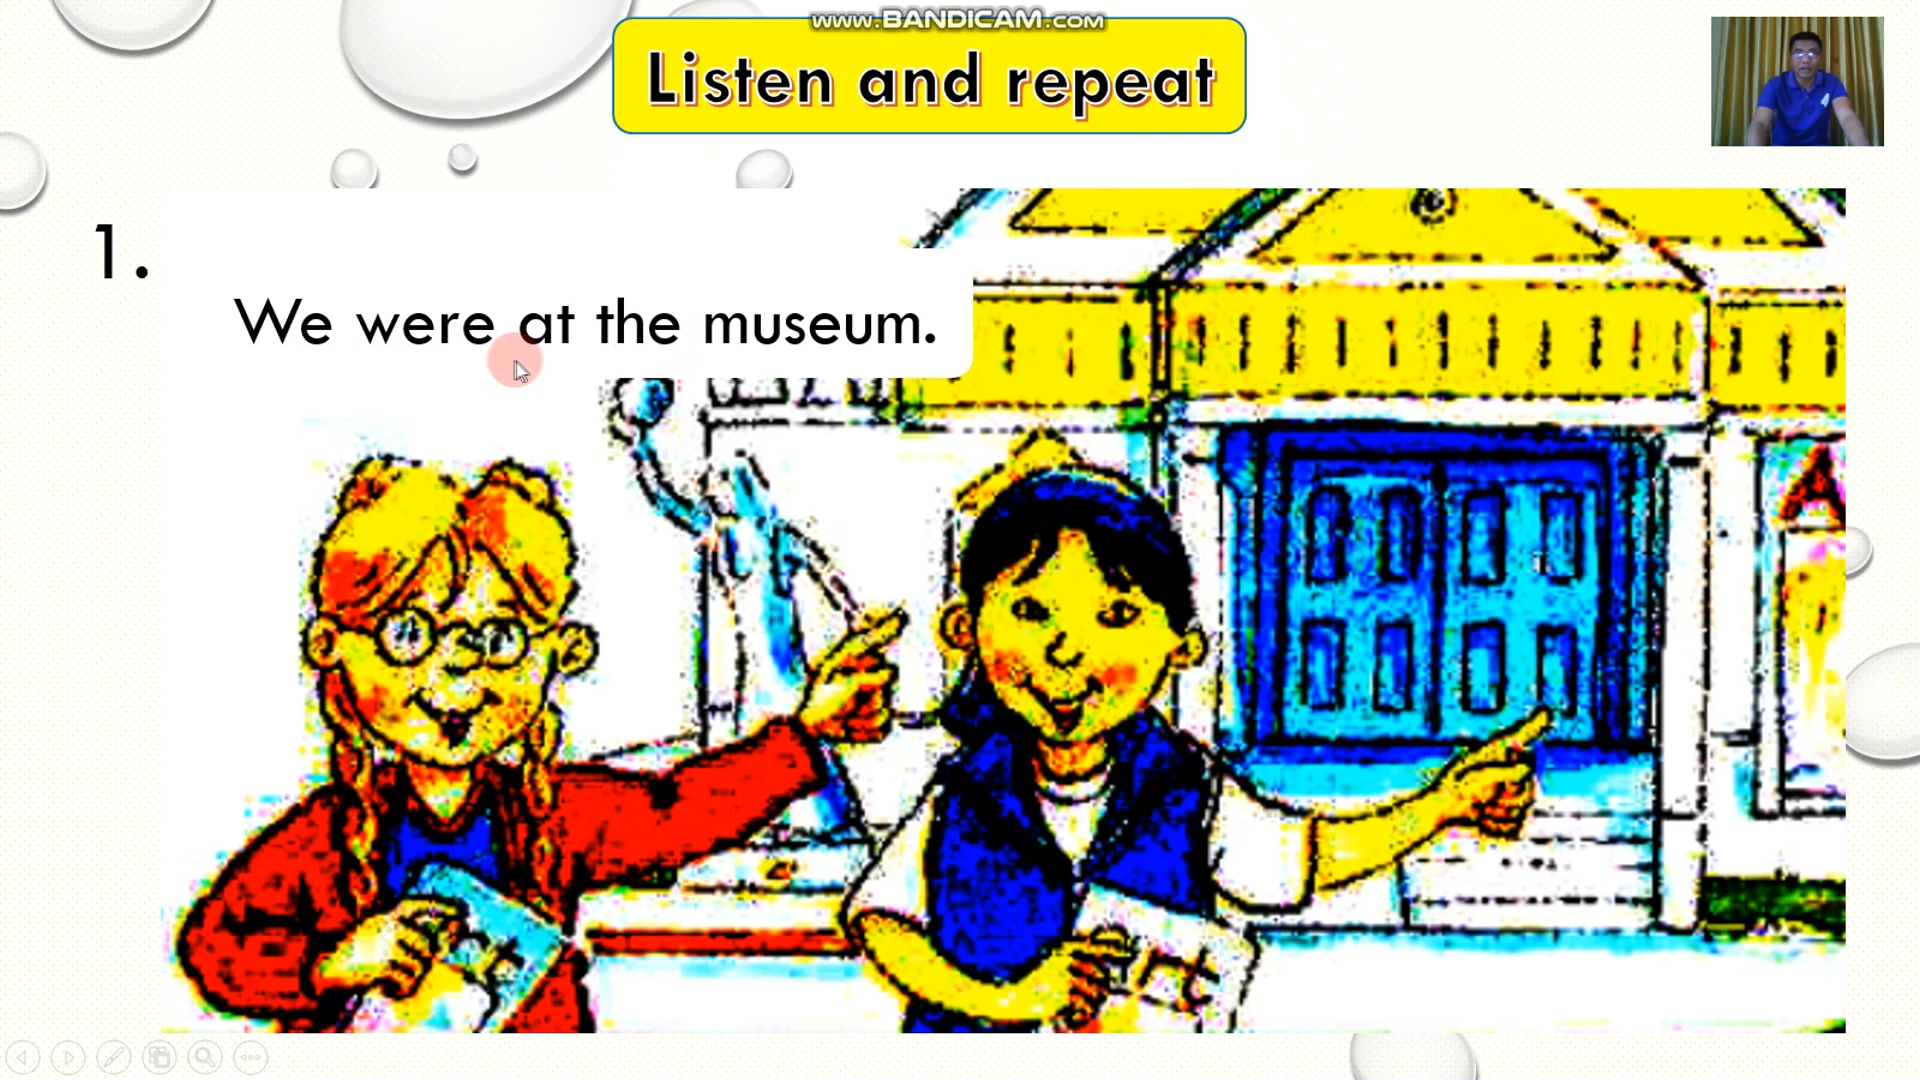 www.BANDICAM.com
Listen and repeat
1.
We were at the museum.
A